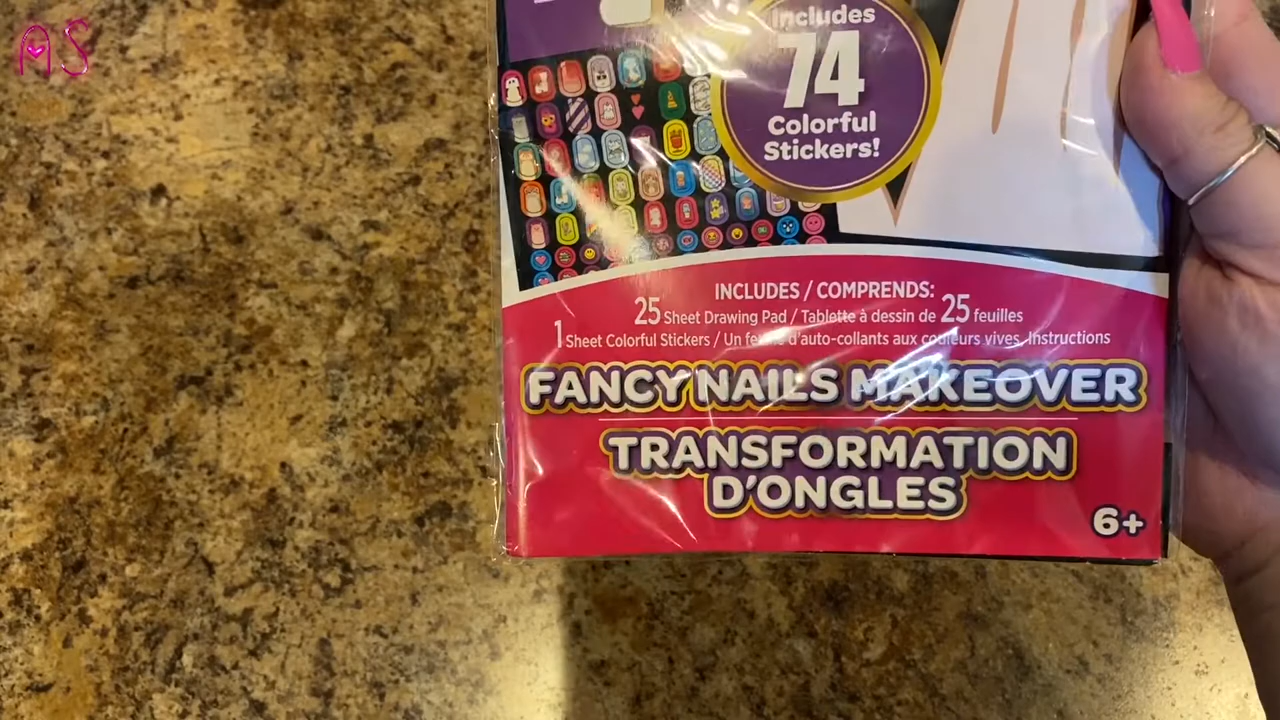 AS
Includes
74
Colorful
Stickers!
INCLUDES / COMPRENDS:
25 Sheet Drawing Pad / Tablette à dessin de 25 feuilles
1 Sheet Colorful Stickers / Un d'auto-collants aux couleurs vives, Instructions
FANCY NAILS MAKEOVER
TRANSFORMATION
D'ONGLES
6+